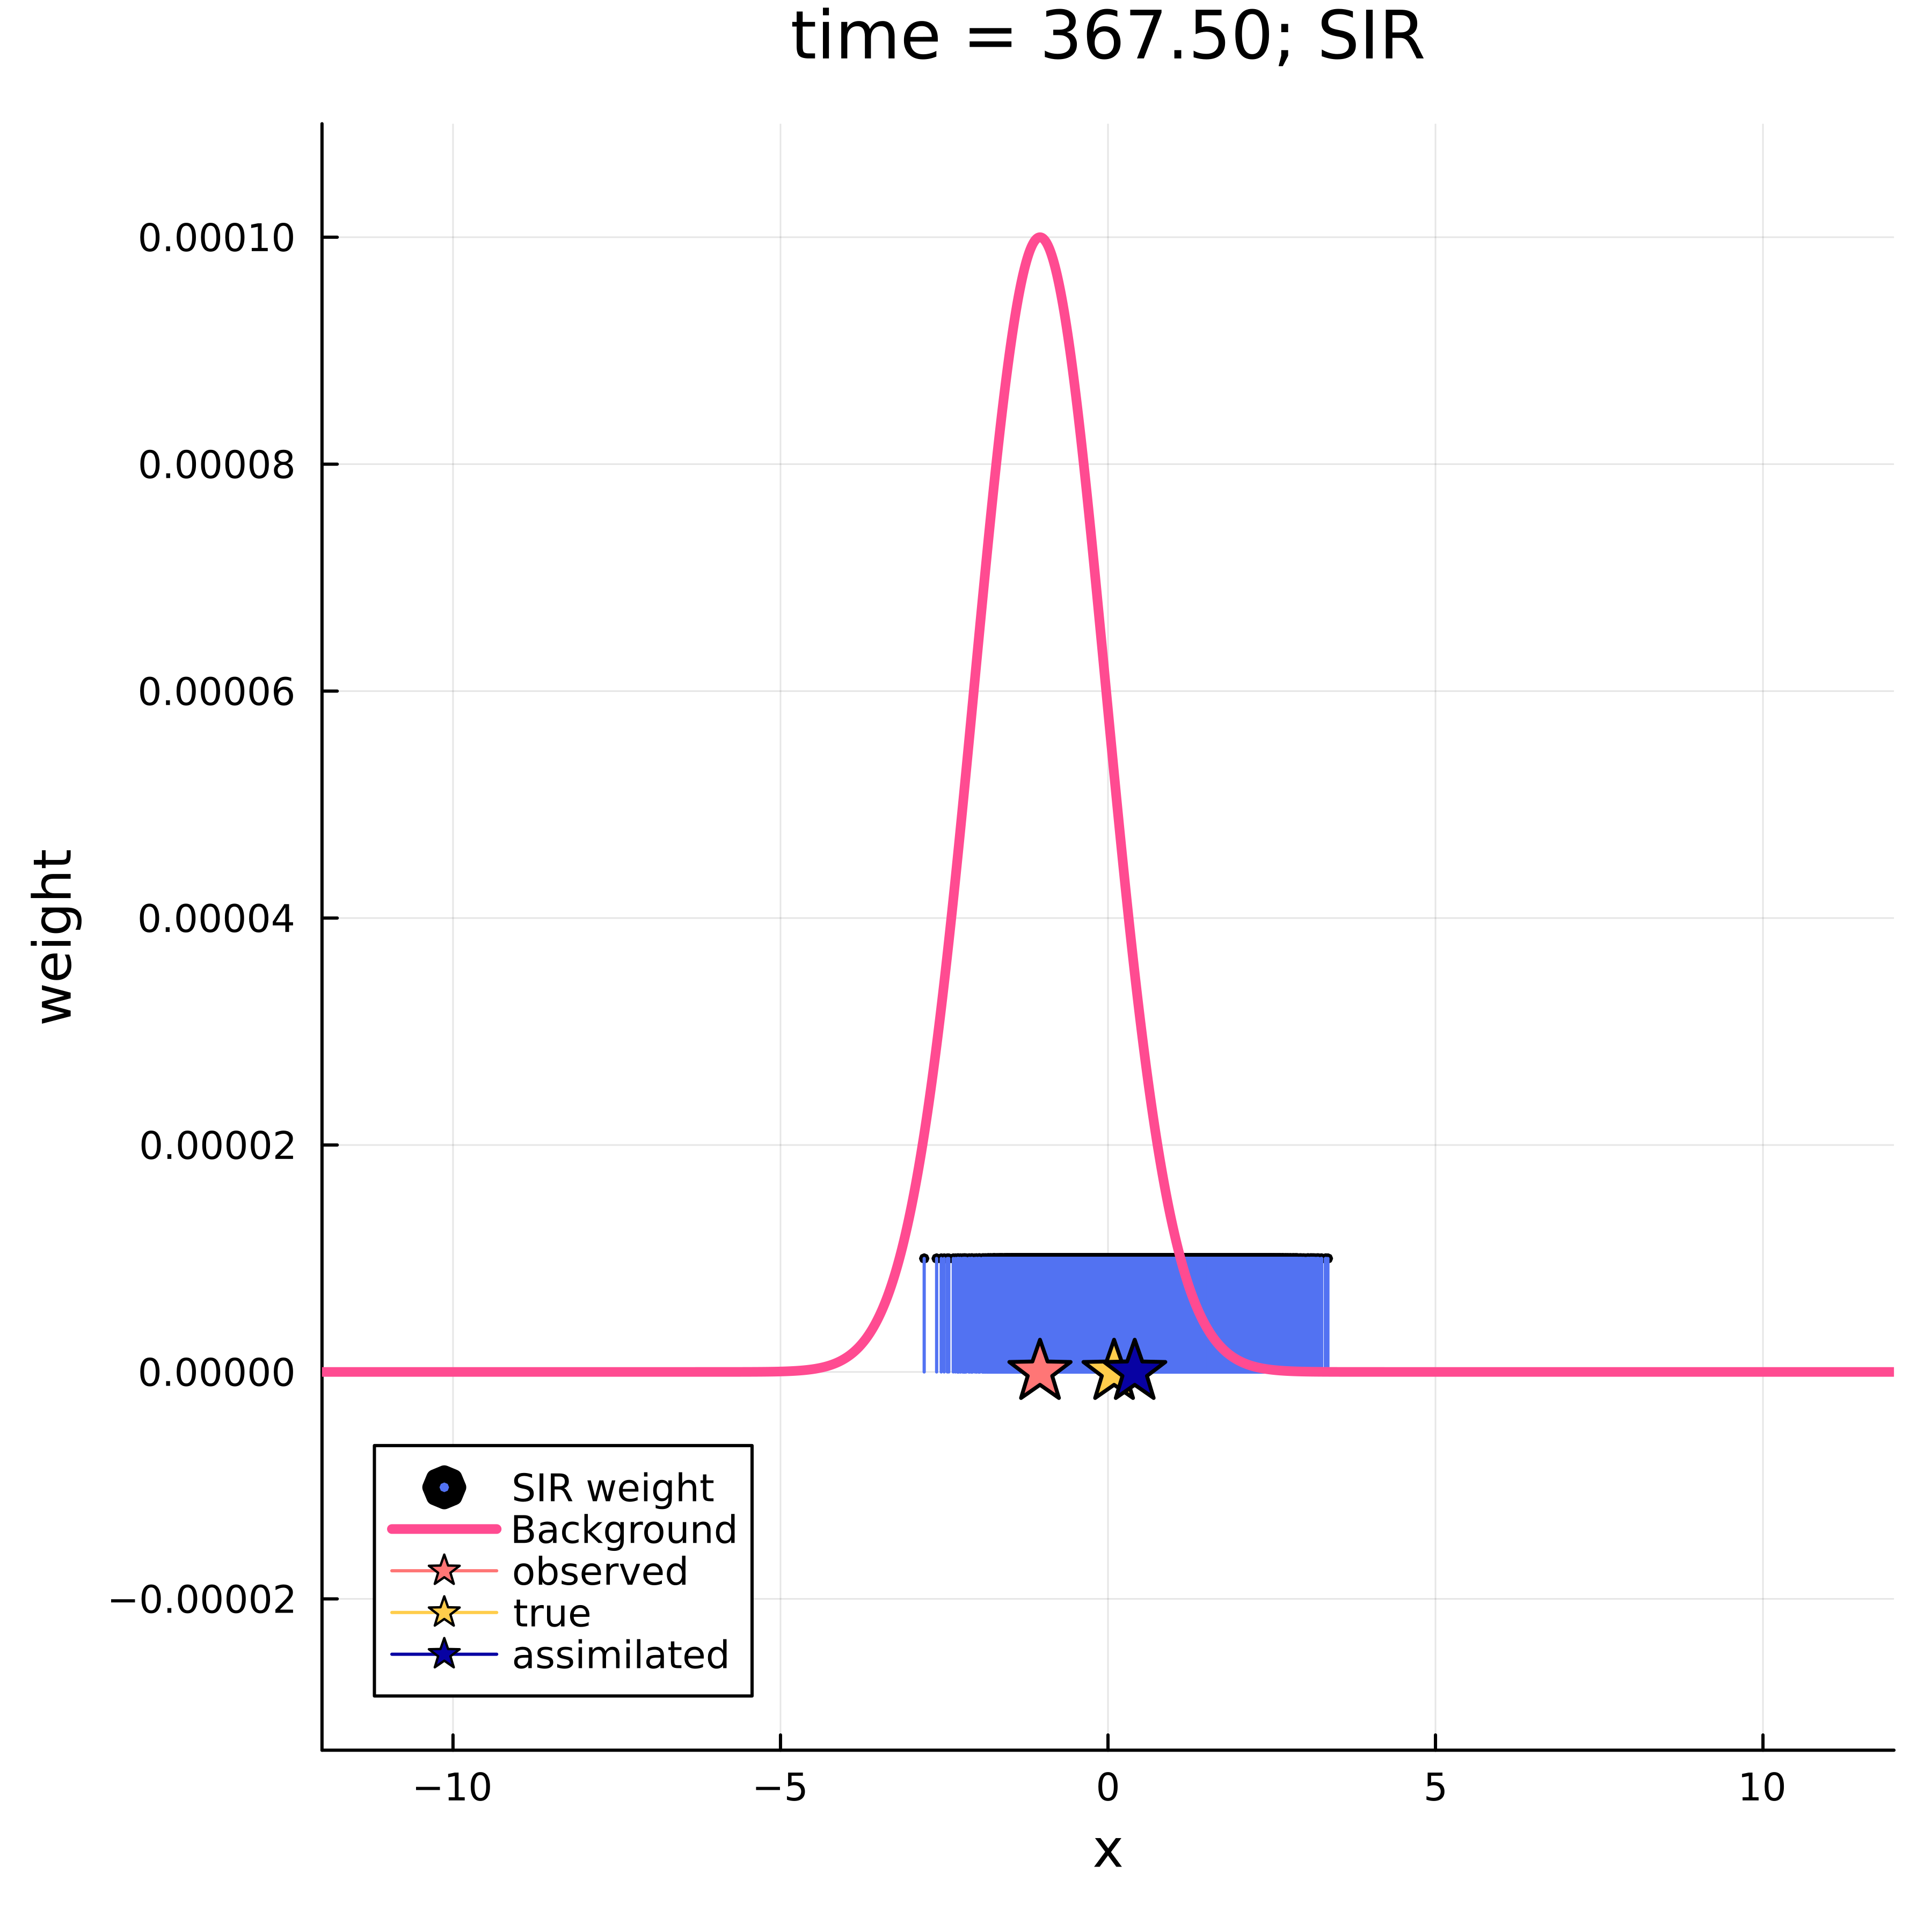 time = 367.50; SIR
weight
0.00010
0.00008
0.00006
0.00004
0.00002
0.00000
−0.00002
SIR weight
Background
observed
true
assimilated
−10 −5 0 5 10
x